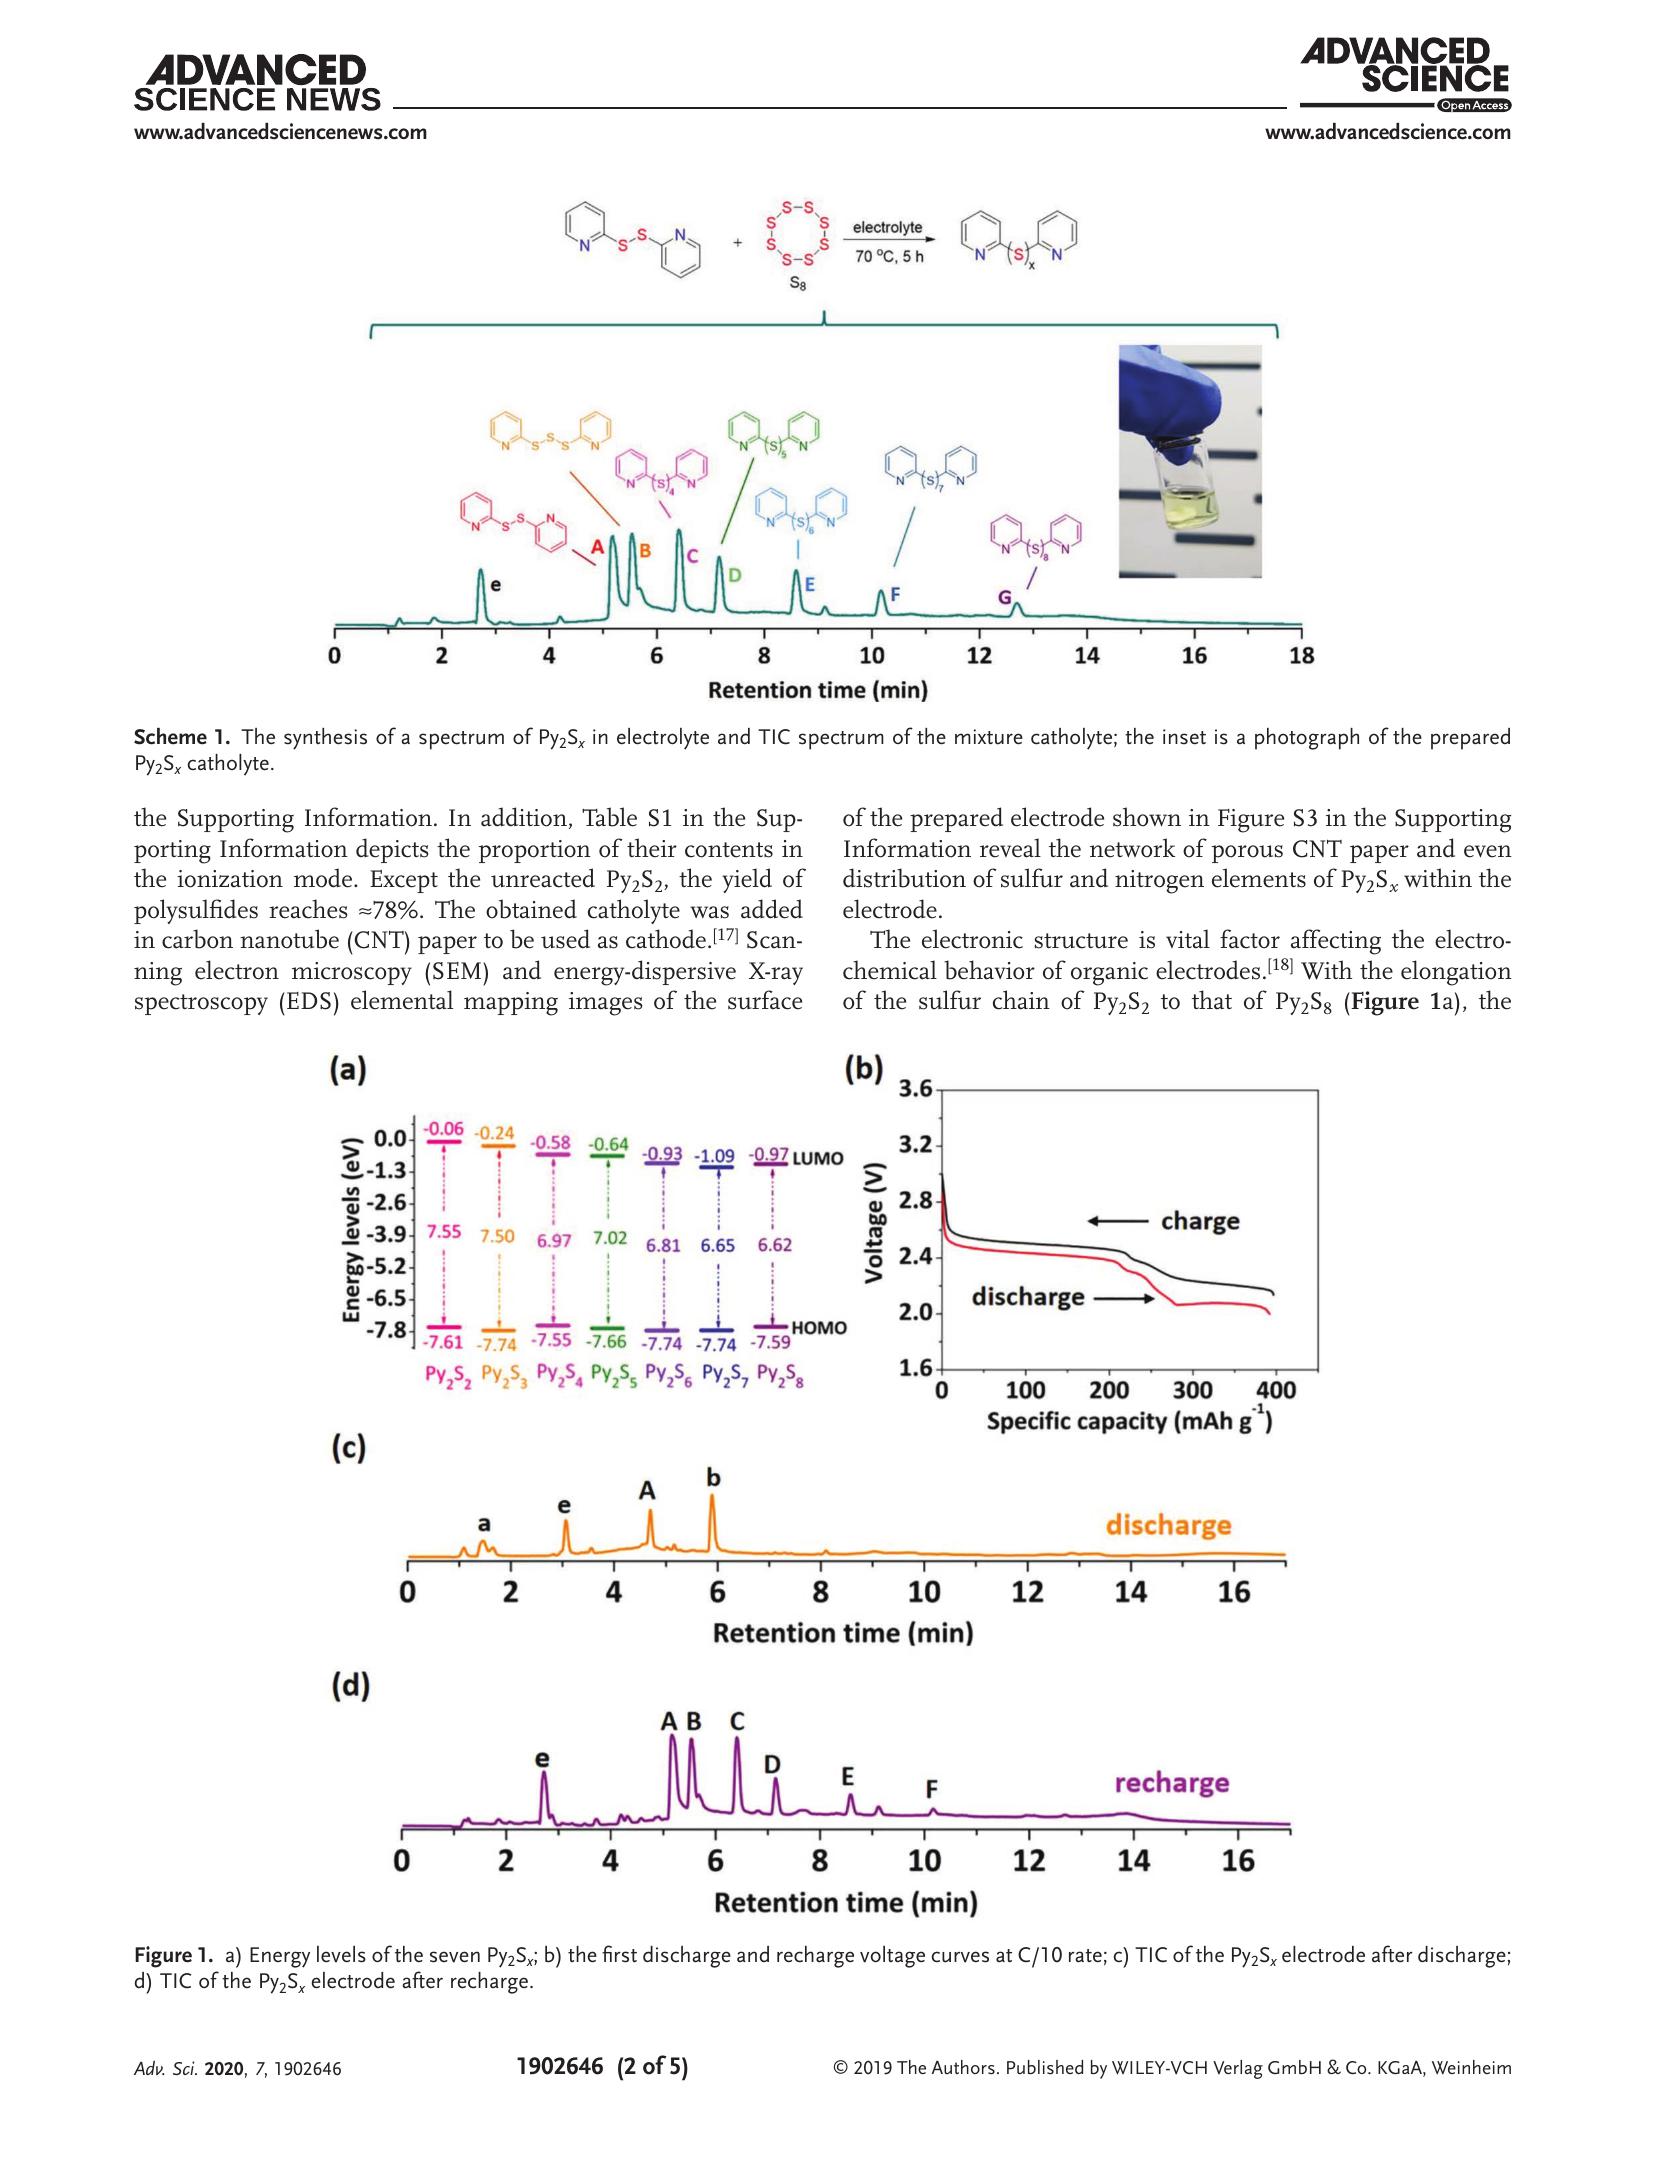 ADVANCED
SCIENCE NEWS
www.advancedsciencenews.com
ADVANCED
SCIENCE
Open Access
www.advancedscience.com
N S S N
+
S S S S S S S S
S₈
electrolyte
70 °C, 5 h
N (S)x N
N S S S N
N (S)5 N
N (S)4 N
N (S)7 N
N S S N
N (S)6 N
N (S)8 N
e A B C D E F G
0 2 4 6 8 10 12 14 16 18
Retention time (min)
Scheme 1. The synthesis of a spectrum of Py₂Sₓ in electrolyte and TIC spectrum of the mixture catholyte; the inset is a photograph of the prepared
Py₂Sₓ catholyte.
the Supporting Information. In addition, Table S1 in the Sup-
porting Information depicts the proportion of their contents in
the ionization mode. Except the unreacted Py₂S₂, the yield of
polysulfides reaches ≈78%. The obtained catholyte was added
in carbon nanotube (CNT) paper to be used as cathode.[17] Scan-
ning electron microscopy (SEM) and energy-dispersive X-ray
spectroscopy (EDS) elemental mapping images of the surface
of the prepared electrode shown in Figure S3 in the Supporting
Information reveal the network of porous CNT paper and even
distribution of sulfur and nitrogen elements of Py₂Sₓ within the
electrode.
The electronic structure is vital factor affecting the electro-
chemical behavior of organic electrodes.[18] With the elongation
of the sulfur chain of Py₂S₂ to that of Py₂S₈ (Figure 1a), the
(a)
Energy levels (eV)
0.0
-1.3
-2.6
-3.9
-5.2
-6.5
-7.8
-0.06 -0.24 -0.58 -0.64 -0.93 -1.09 -0.97 LUMO
7.55 7.50 6.97 7.02 6.81 6.65 6.62
HOMO
-7.61 -7.74 -7.55 -7.66 -7.74 -7.74 -7.59
Py₂S₂ Py₂S₃ Py₂S₄ Py₂S₅ Py₂S₆ Py₂S₇ Py₂S₈
(b)
Voltage (V)
3.6
3.2
2.8
2.4
2.0
1.6
charge
discharge
0 100 200 300 400
Specific capacity (mAh g⁻¹)
(c)
a e A b
discharge
0 2 4 6 8 10 12 14 16
Retention time (min)
(d)
e A B C D E F
recharge
0 2 4 6 8 10 12 14 16
Retention time (min)
Figure 1. a) Energy levels of the seven Py₂Sₓ; b) the first discharge and recharge voltage curves at C/10 rate; c) TIC of the Py₂Sₓ electrode after discharge;
d) TIC of the Py₂Sₓ electrode after recharge.
Adv. Sci. 2020, 7, 1902646
1902646 (2 of 5)
© 2019 The Authors. Published by WILEY-VCH Verlag GmbH & Co. KGaA, Weinheim